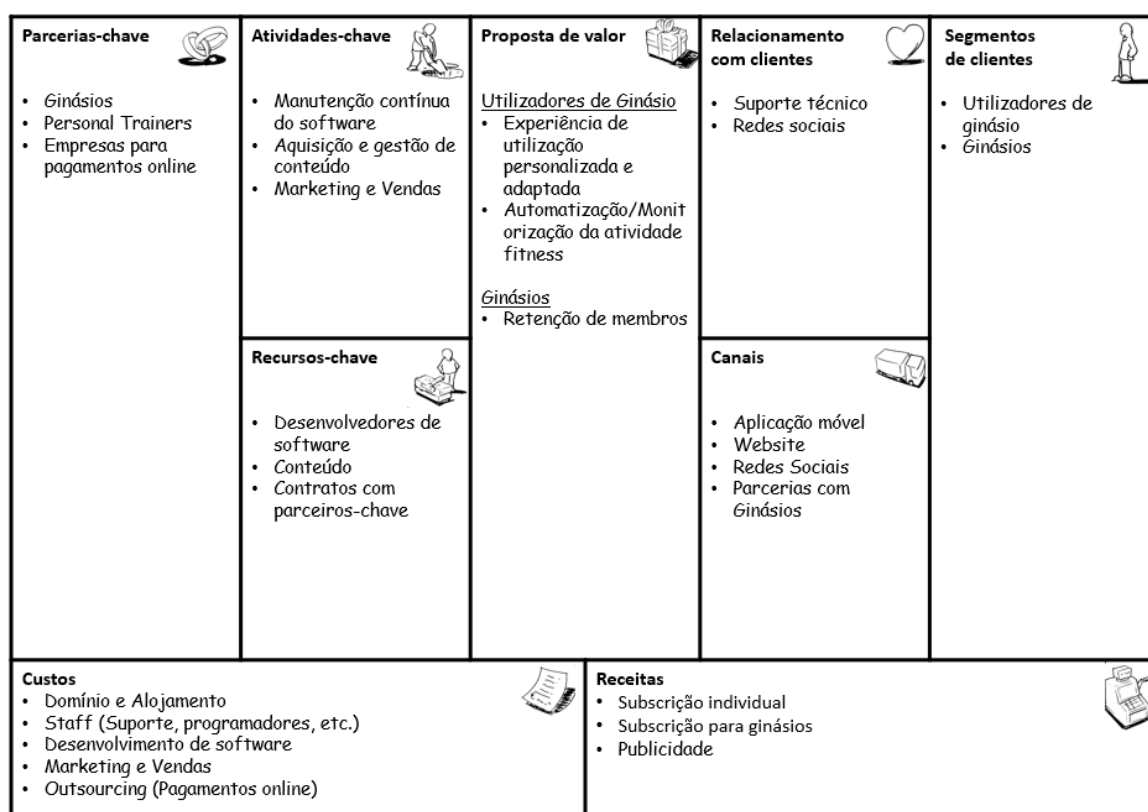 Parcerias-chave
• Ginásios
• Personal Trainers
• Empresas para
pagamentos online
Atividades-chave
• Manutenção contínua
do software
• Aquisição e gestão de
conteúdo
• Marketing e Vendas
Recursos-chave
• Desenvolvedores de
software
• Conteúdo
• Contratos com
parceiros-chave
Proposta de valor
Utilizadores de Ginásio
• Experiência de
utilização
personalizada e
adaptada
• Automatização/Monit
orização da atividade
fitness
Ginásios
• Retenção de membros
Relacionamento
com clientes
• Suporte técnico
• Redes sociais
Canais
• Aplicação móvel
• Website
• Redes Sociais
• Parcerias com
Ginásios
Segmentos
de clientes
• Utilizadores de
ginásio
• Ginásios
Custos
• Domínio e Alojamento
• Staff (Suporte, programadores, etc.)
• Desenvolvimento de software
• Marketing e Vendas
• Outsourcing (Pagamentos online)
Receitas
• Subscrição individual
• Subscrição para ginásios
• Publicidade